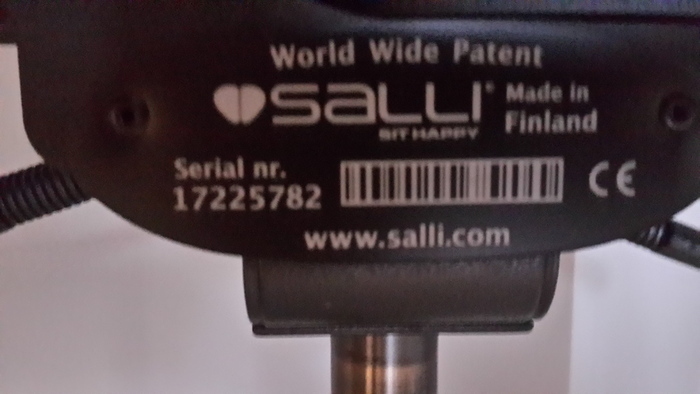 World Wide Patent
SALLI® Made in
SIT HAPPY Finland
Serial nr.
17225782 CE
www.salli.com